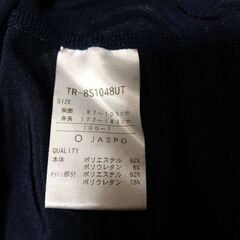 TR-8S1048UT
SIZE
胸囲 97～103cm
身長 177～183cm
100-7
O JASPO
QUALITY
本体 ポリエステル 92%
ポリウレタン 8%
メッシュ部分 ポリエステル 82%
ポリウレタン 18%